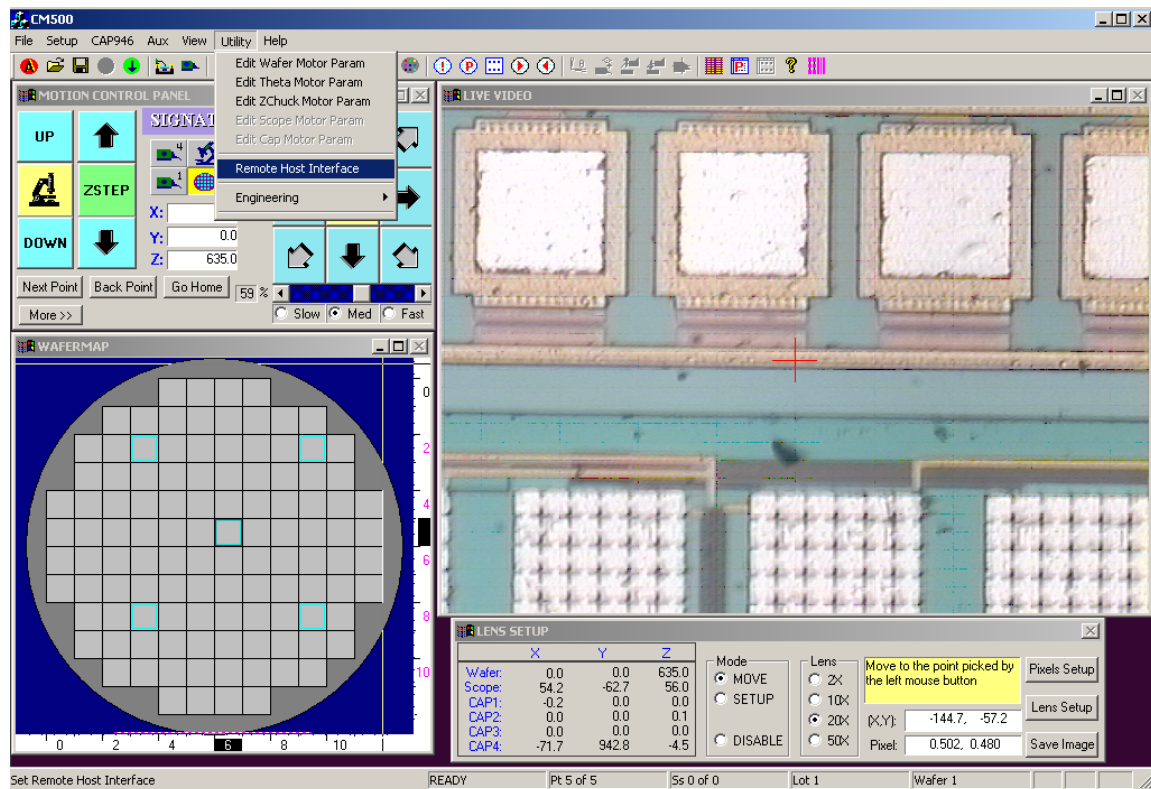 CM500
File Setup CAP946 Aux View Utility Help
Edit Wafer Motor Param
Edit Theta Motor Param
Edit ZChuck Motor Param
Edit Scope Motor Param
Edit Cap Motor Param
Remote Host Interface
Engineering
MOTION CONTROL PANEL
SIGNAT
UP
ZSTEP
DOWN
4
1
X:
Y: 0.0
Z: 635.0
Next Point Back Point Go Home 59 %
More >> Slow Med Fast
WAFERMAP
0
2
4
6
8
10
0 2 4 6 8 10
LIVE VIDEO
LENS SETUP
X Y Z
Wafer: 0.0 0.0 635.0
Scope: 54.2 -62.7 56.0
CAP1: -0.2 0.0 0.0
CAP2: 0.0 0.0 0.1
CAP3: 0.0 0.0 0.0
CAP4: -71.7 942.8 -4.5
Mode
MOVE
SETUP
DISABLE
Lens
2X
10X
20X
50X
Move to the point picked by
the left mouse button
(X,Y): -144.7, -57.2
Pixel: 0.502, 0.480
Pixels Setup
Lens Setup
Save Image
Set Remote Host Interface READY Pt 5 of 5 Ss 0 of 0 Lot 1 Wafer 1